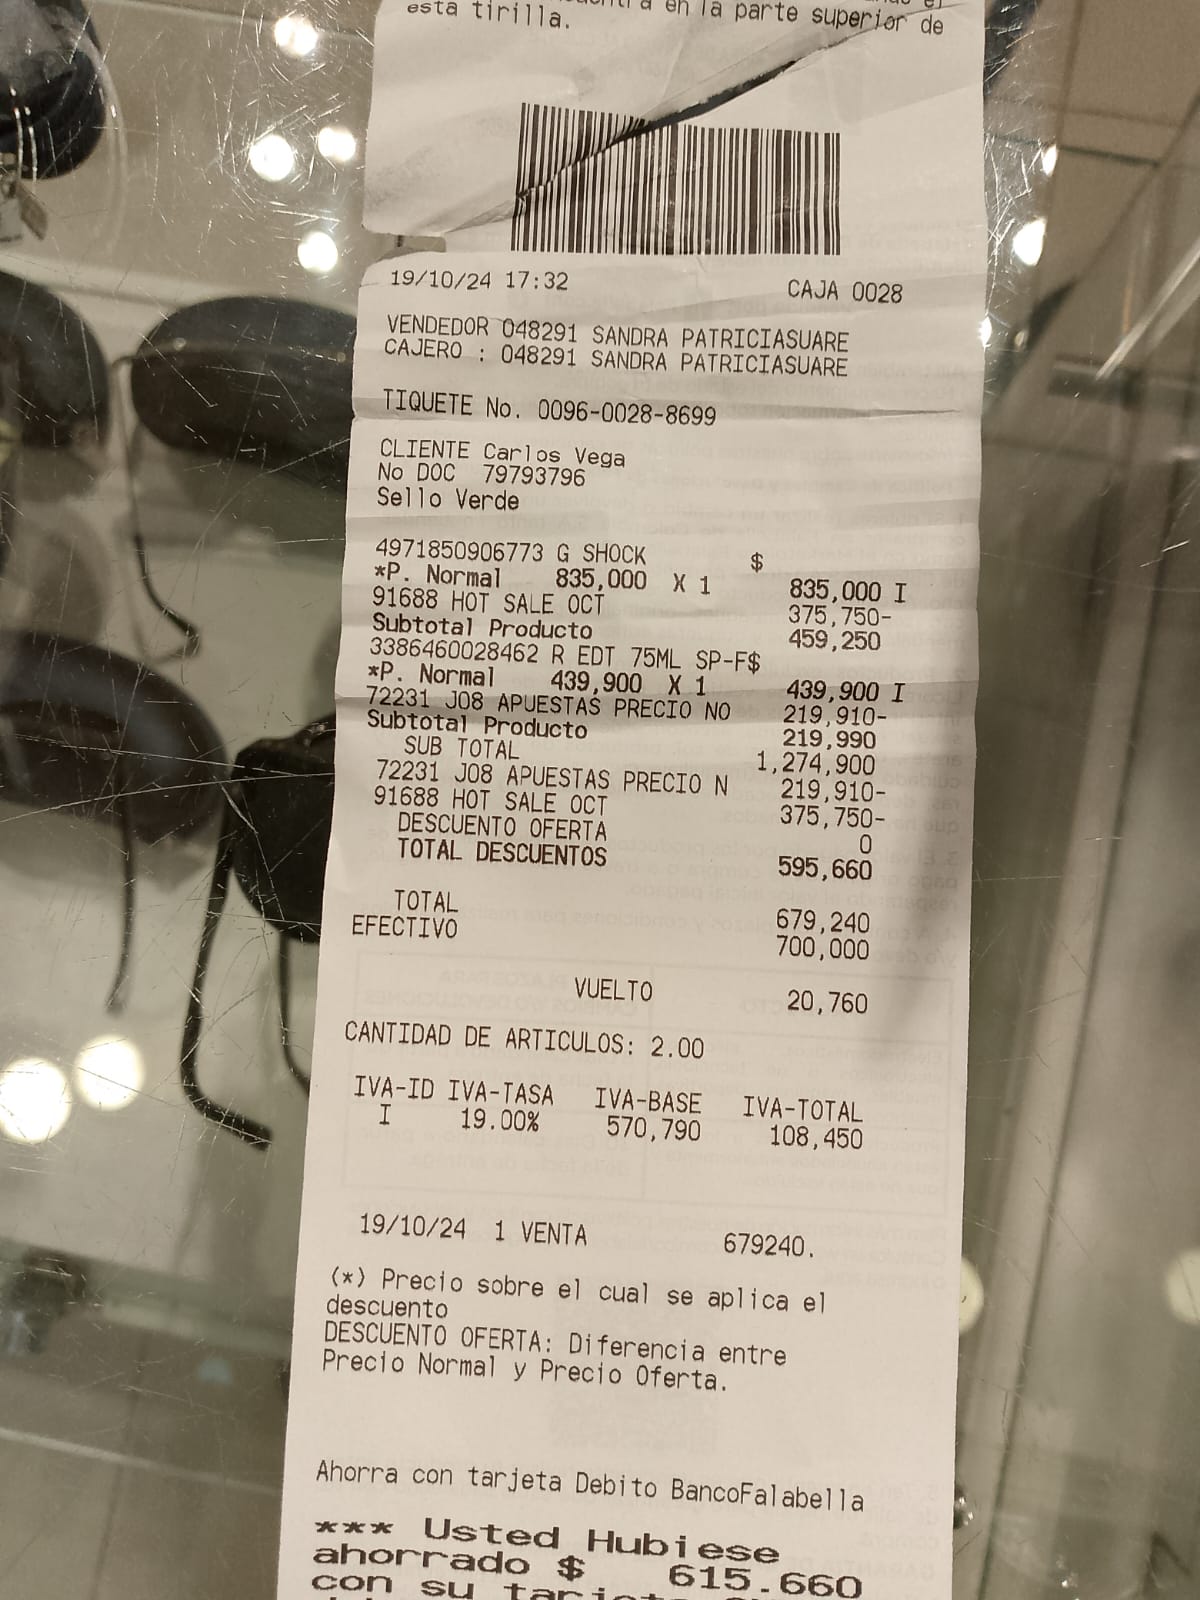 en la parte superior de
esta tirilla.
19/10/24 17:32 CAJA 0028
VENDEDOR 048291 SANDRA PATRICIASUARE
CAJERO : 048291 SANDRA PATRICIASUARE
TIQUETE No. 0096-0028-8699
CLIENTE Carlos Vega
No DOC 79793796
Sello Verde
4971850906773 G SHOCK $
*P. Normal 835,000 X 1 835,000 I
91688 HOT SALE OCT 375,750-
Subtotal Producto 459,250
3386460028462 R EDT 75ML SP-F$
*P. Normal 439,900 X 1 439,900 I
72231 J08 APUESTAS PRECIO NO 219,910-
Subtotal Producto 219,990
SUB TOTAL 1,274,900
72231 J08 APUESTAS PRECIO N 219,910-
91688 HOT SALE OCT 375,750-
DESCUENTO OFERTA 0
TOTAL DESCUENTOS 595,660
TOTAL 679,240
EFECTIVO 700,000
VUELTO 20,760
CANTIDAD DE ARTICULOS: 2.00
IVA-ID IVA-TASA IVA-BASE IVA-TOTAL
I 19.00% 570,790 108,450
19/10/24 1 VENTA 679240.
(*) Precio sobre el cual se aplica el
descuento
DESCUENTO OFERTA: Diferencia entre
Precio Normal y Precio Oferta.
Ahorra con tarjeta Debito BancoFalabella
*** Usted Hubiese
ahorrado $ 615.660
con su